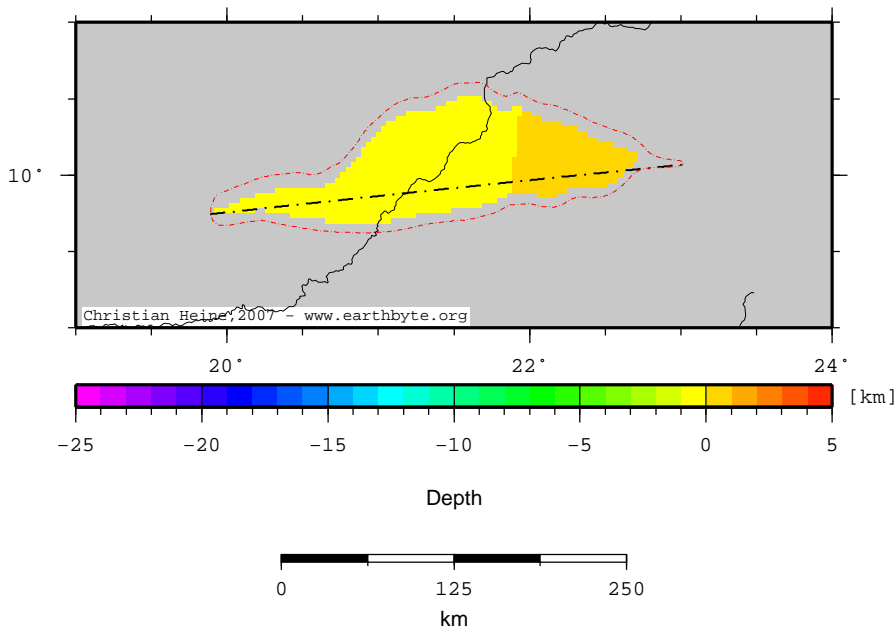 10°
Christian Heine,2007 – www.earthbyte.org
20° 22° 24°
[km]
−25 −20 −15 −10 −5 0 5
Depth
0 125 250
km